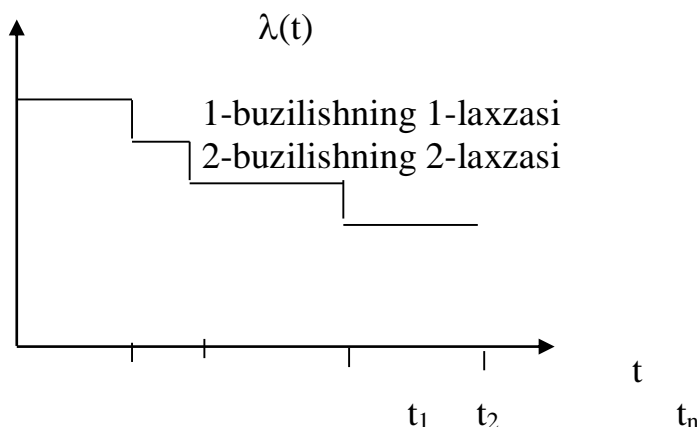 λ(t)
1-buzilishning 1-laxzasi
2-buzilishning 2-laxzasi
t
t₁ t₂ tₙ